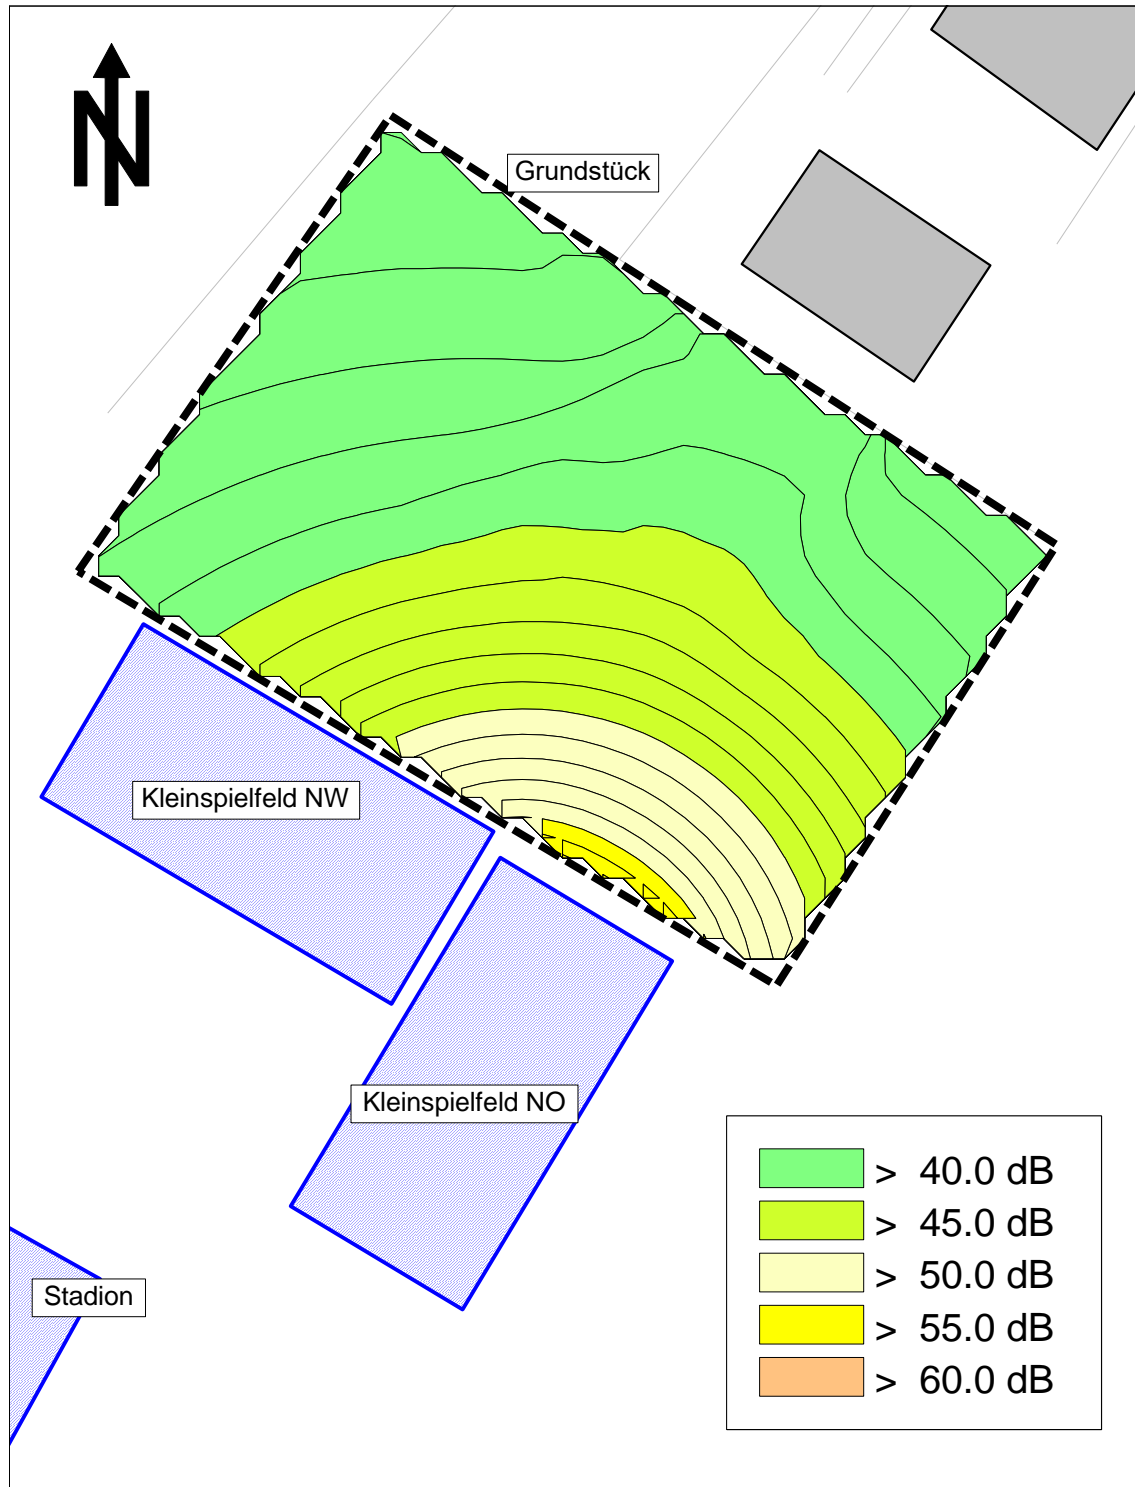 N
Grundstück
Kleinspielfeld NW
Kleinspielfeld NO
Stadion
> 40.0 dB
> 45.0 dB
> 50.0 dB
> 55.0 dB
> 60.0 dB